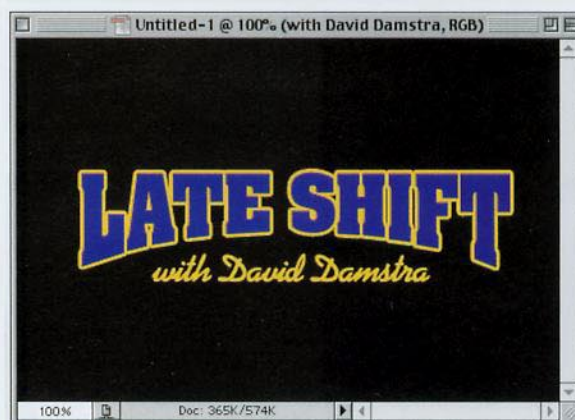 Untitled-1 @ 100% (with David Damstra, RGB)
LATE SHIFT
with David Damstra
100%
Doc: 365K/574K